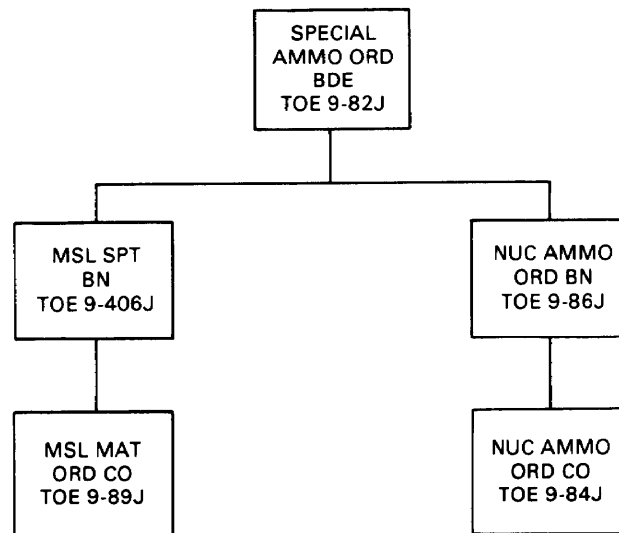 SPECIAL
AMMO ORD
BDE
TOE 9-82J
MSL SPT
BN
TOE 9-406J
NUC AMMO
ORD BN
TOE 9-86J
MSL MAT
ORD CO
TOE 9-89J
NUC AMMO
ORD CO
TOE 9-84J